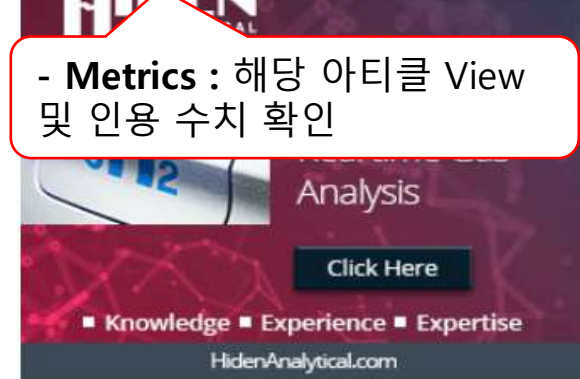 - Metrics : 해당 아티클 View
및 인용 수치 확인
Analysis
Click Here
▪ Knowledge ▪ Experience ▪ Expertise
HidenAnalytical.com